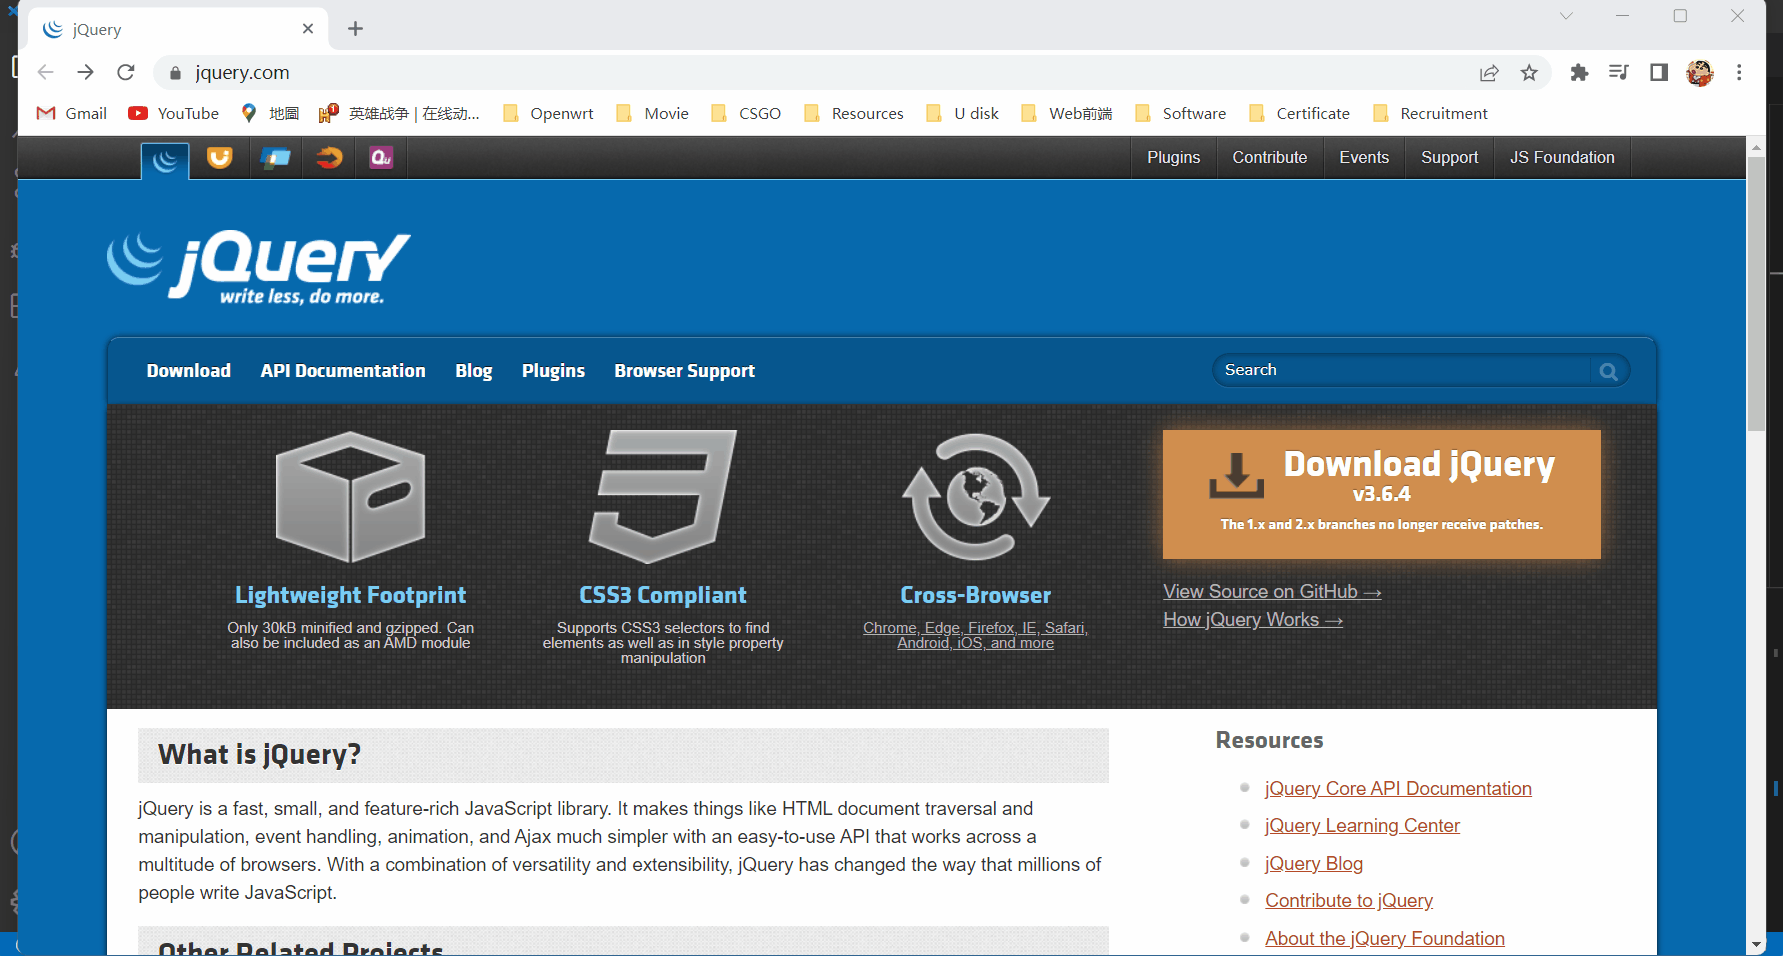 jQuery
jquery.com
Gmail
YouTube
地圖
英雄战争 | 在线动...
Openwrt
Movie
CSGO
Resources
U disk
Web前端
Software
Certificate
Recruitment
Qu
Plugins
Contribute
Events
Support
JS Foundation
jQuery
write less, do more.
Download
API Documentation
Blog
Plugins
Browser Support
Search
Lightweight Footprint
Only 30kB minified and gzipped. Can
also be included as an AMD module
CSS3 Compliant
Supports CSS3 selectors to find
elements as well as in style property
manipulation
Cross-Browser
Chrome, Edge, Firefox, IE, Safari,
Android, iOS, and more
Download jQuery
v3.6.4
The 1.x and 2.x branches no longer receive patches.
View Source on GitHub →
How jQuery Works →
What is jQuery?
jQuery is a fast, small, and feature-rich JavaScript library. It makes things like HTML document traversal and
manipulation, event handling, animation, and Ajax much simpler with an easy-to-use API that works across a
multitude of browsers. With a combination of versatility and extensibility, jQuery has changed the way that millions of
people write JavaScript.
Other Related Projects
Resources
jQuery Core API Documentation
jQuery Learning Center
jQuery Blog
Contribute to jQuery
About the jQuery Foundation